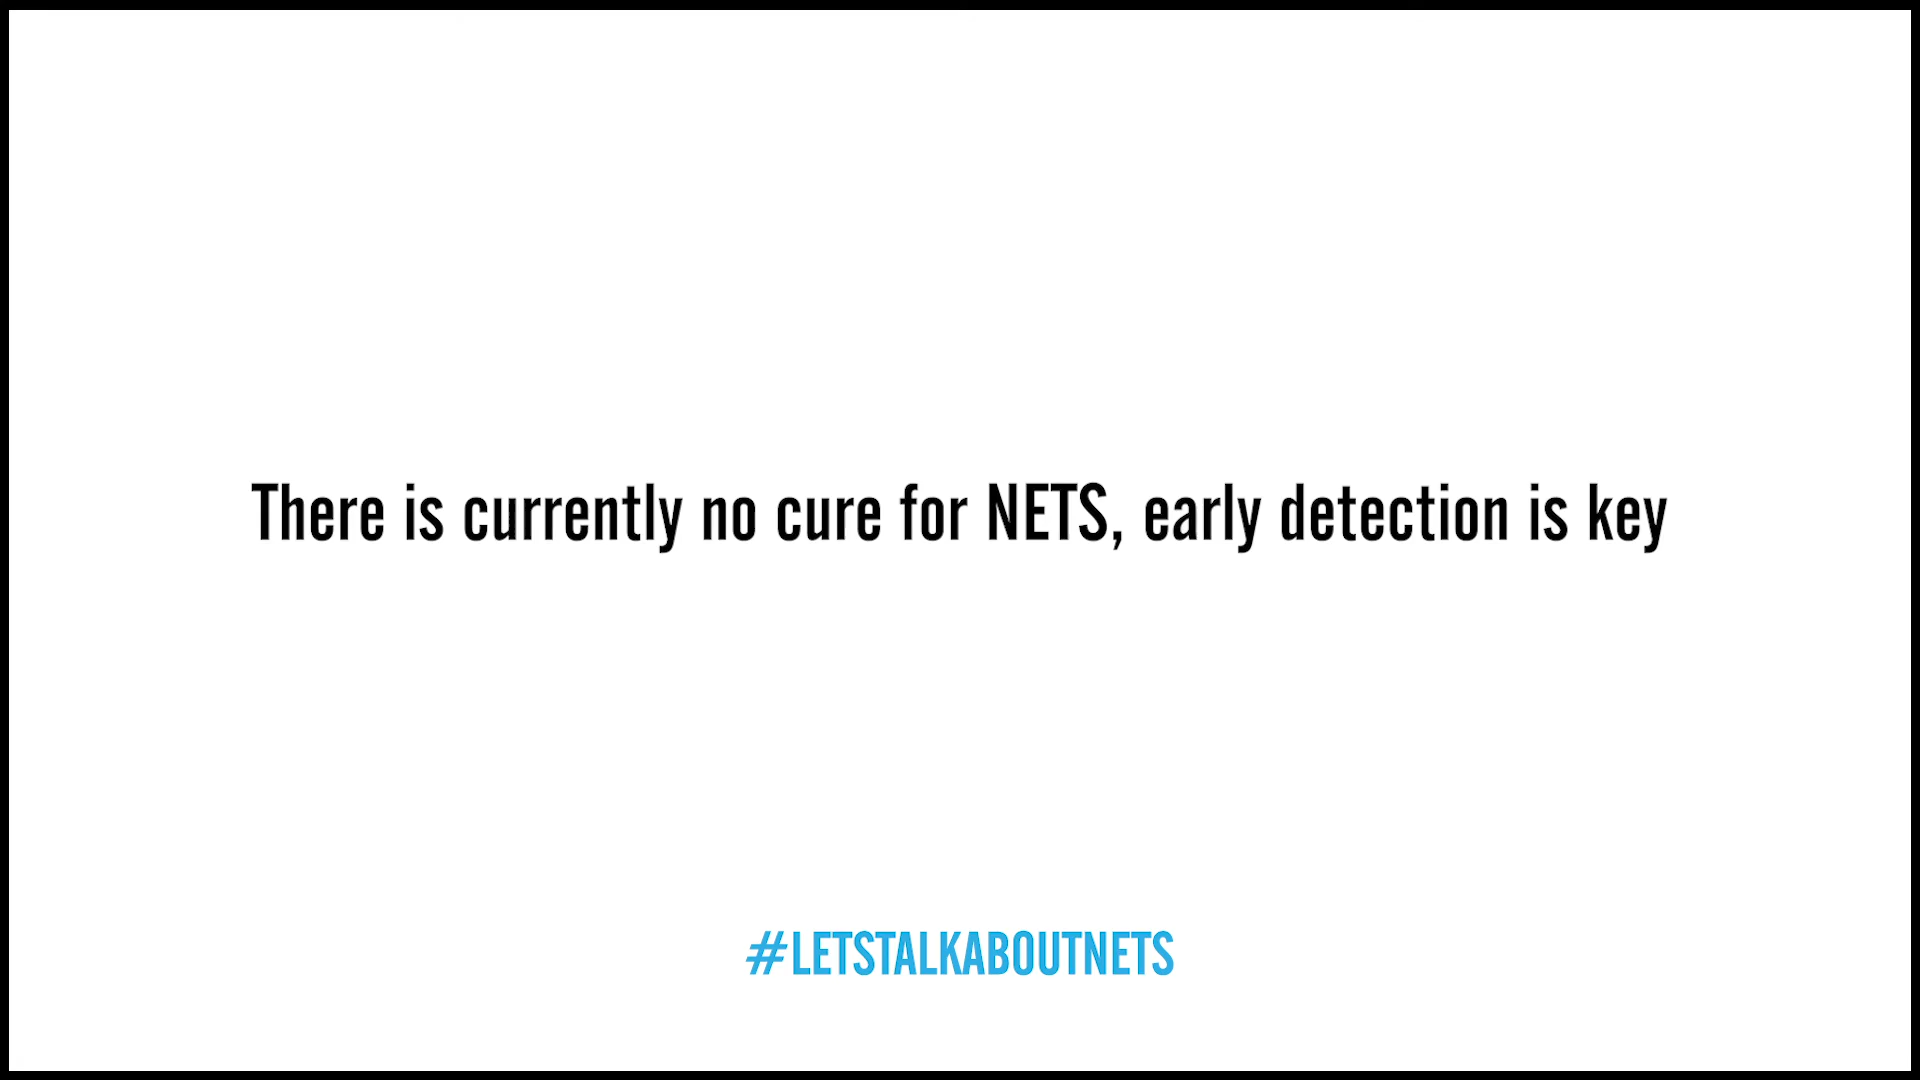 There is currently no cure for NETS, early detection is key
#LETSTALKABOUTNETS